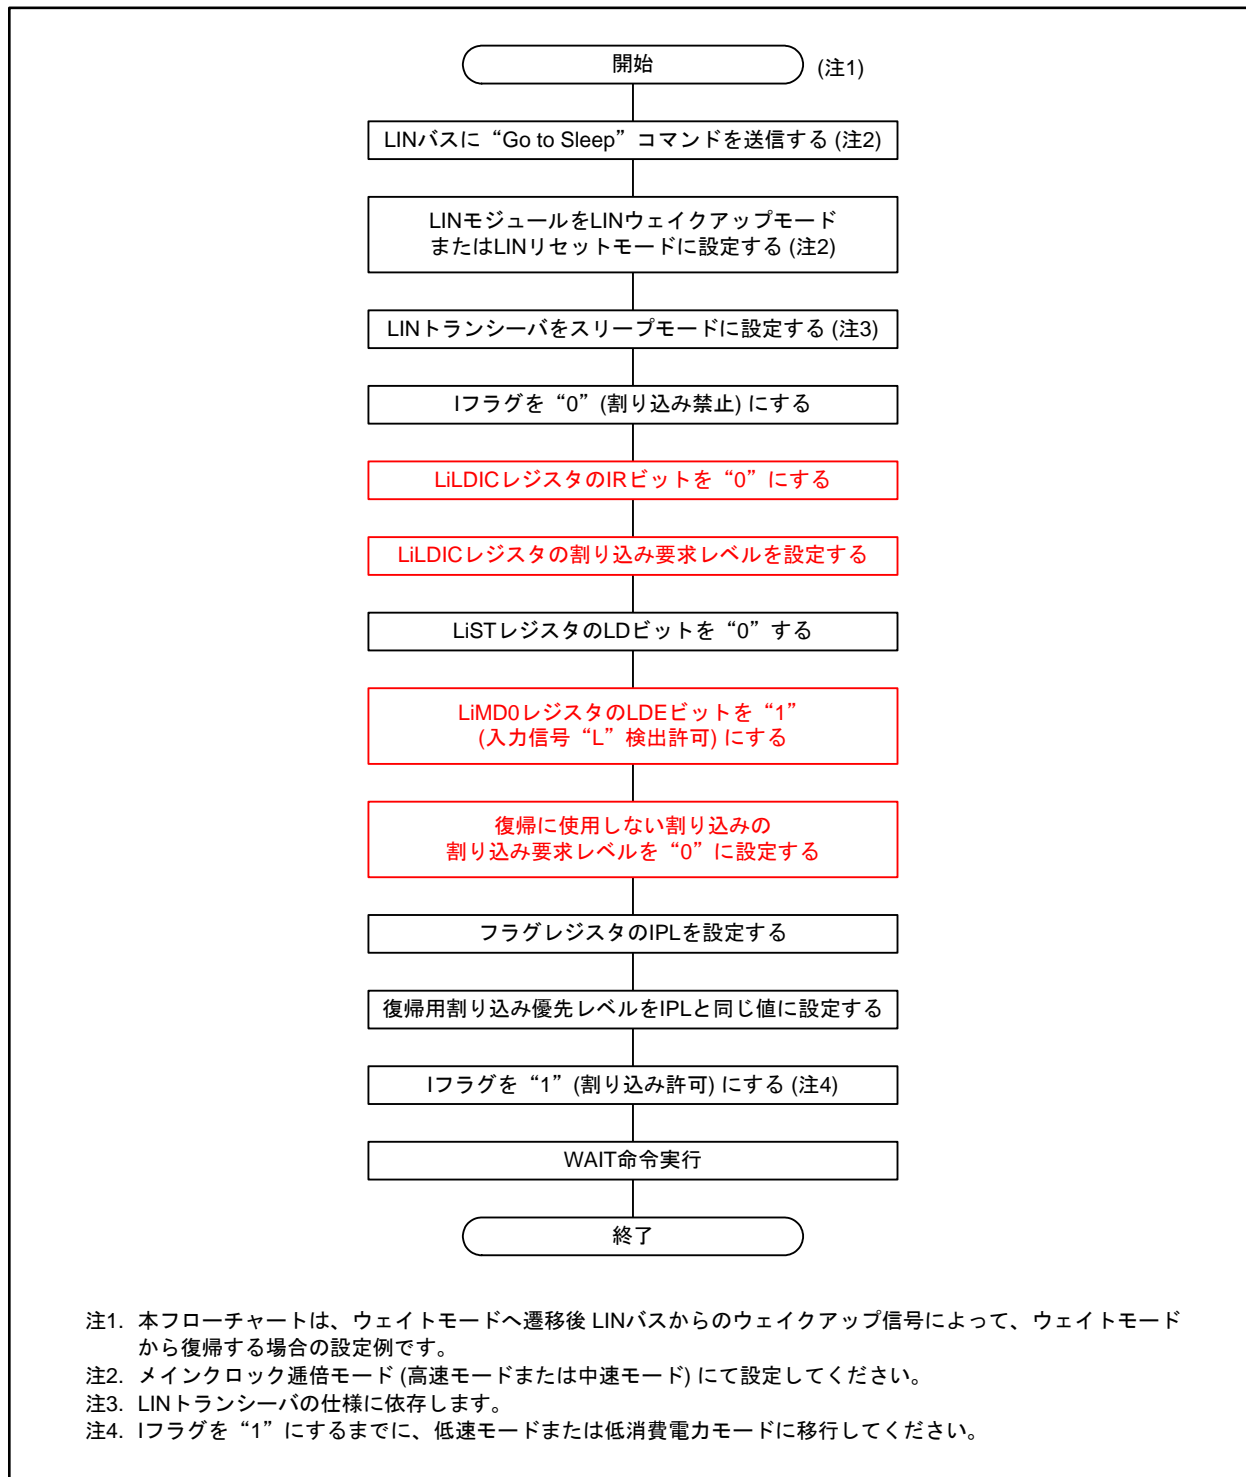 開始
(注1)
LINバスに“Go to Sleep”コマンドを送信する (注2)
LINモジュールをLINウェイクアップモード
またはLINリセットモードに設定する (注2)
LINトランシーバをスリープモードに設定する (注3)
Iフラグを“0” (割り込み禁止) にする
LiLDICレジスタのIRビットを“0”にする
LiLDICレジスタの割り込み要求レベルを設定する
LiSTレジスタのLDビットを“0”する
LiMD0レジスタのLDEビットを“1”
(入力信号“L”検出許可) にする
復帰に使用しない割り込みの
割り込み要求レベルを“0”に設定する
フラグレジスタのIPLを設定する
復帰用割り込み優先レベルをIPLと同じ値に設定する
Iフラグを“1” (割り込み許可) にする (注4)
WAIT命令実行
終了
注1. 本フローチャートは、ウェイトモードへ遷移後 LINバスからのウェイクアップ信号によって、ウェイトモード
から復帰する場合の設定例です。
注2. メインクロック逓倍モード (高速モードまたは中速モード) にて設定してください。
注3. LINトランシーバの仕様に依存します。
注4. Iフラグを“1”にするまでに、低速モードまたは低消費電力モードに移行してください。